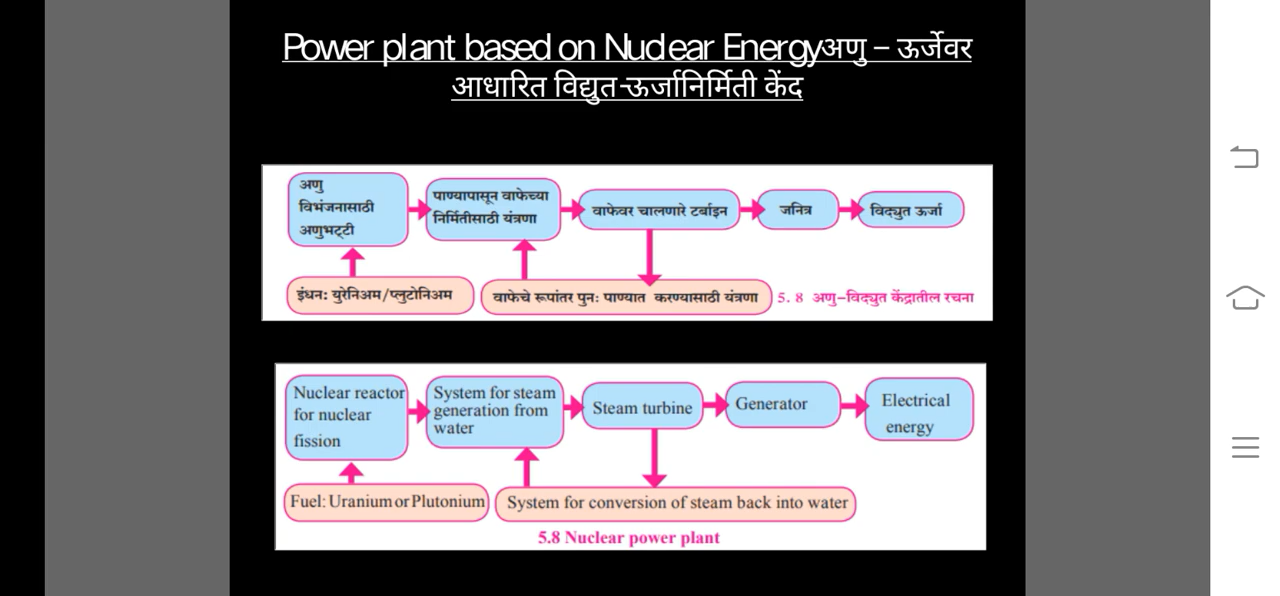 Power plant based on Nuclear Energyअणु – ऊर्जेवर
आधारित विद्युत-ऊर्जानिर्मिती केंद
अणु
विभंजनासाठी
अणुभट्टी
पाण्यापासून वाफेच्या
निर्मितीसाठी यंत्रणा
वाफेवर चालणारे टर्बाइन
जनित्र
विद्युत ऊर्जा
इंधन: युरेनिअम/प्लुटोनिअम
वाफेचे रूपांतर पुनः पाण्यात करण्यासाठी यंत्रणा
5. 8 अणु-विद्युत केंद्रातील रचना
Nuclear reactor
for nuclear
fission
System for steam
generation from
water
Steam turbine
Generator
Electrical
energy
Fuel: Uranium or Plutonium
System for conversion of steam back into water
5.8 Nuclear power plant